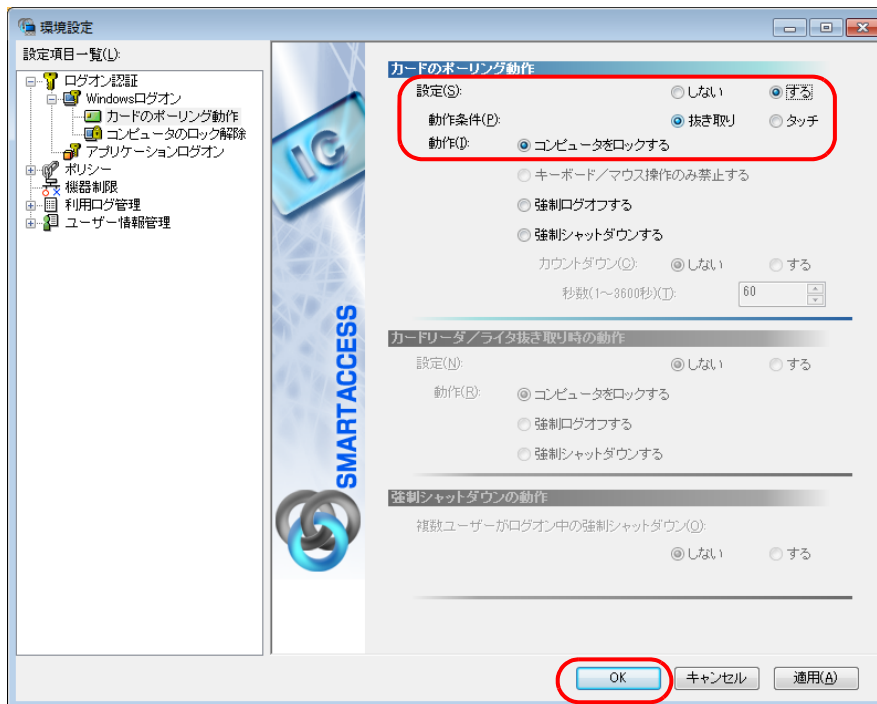 環境設定
設定項目一覧(L):
ログオン認証
Windowsログオン
カードのポーリング動作
コンピュータのロック解除
アプリケーションログオン
ポリシー
機器制限
利用ログ管理
ユーザー情報管理
IC
SMARTACCESS
カードのポーリング動作
設定(S): しない する
動作条件(P): 抜き取り タッチ
動作(I): コンピュータをロックする
キーボード／マウス操作のみ禁止する
強制ログオフする
強制シャットダウンする
カウントダウン(C): しない する
秒数(1～3600秒)(T): 60
カードリーダ／ライタ抜き取り時の動作
設定(N): しない する
動作(R): コンピュータをロックする
強制ログオフする
強制シャットダウンする
強制シャットダウンの動作
複数ユーザーがログオン中の強制シャットダウン(O):
しない する
OK キャンセル 適用(A)